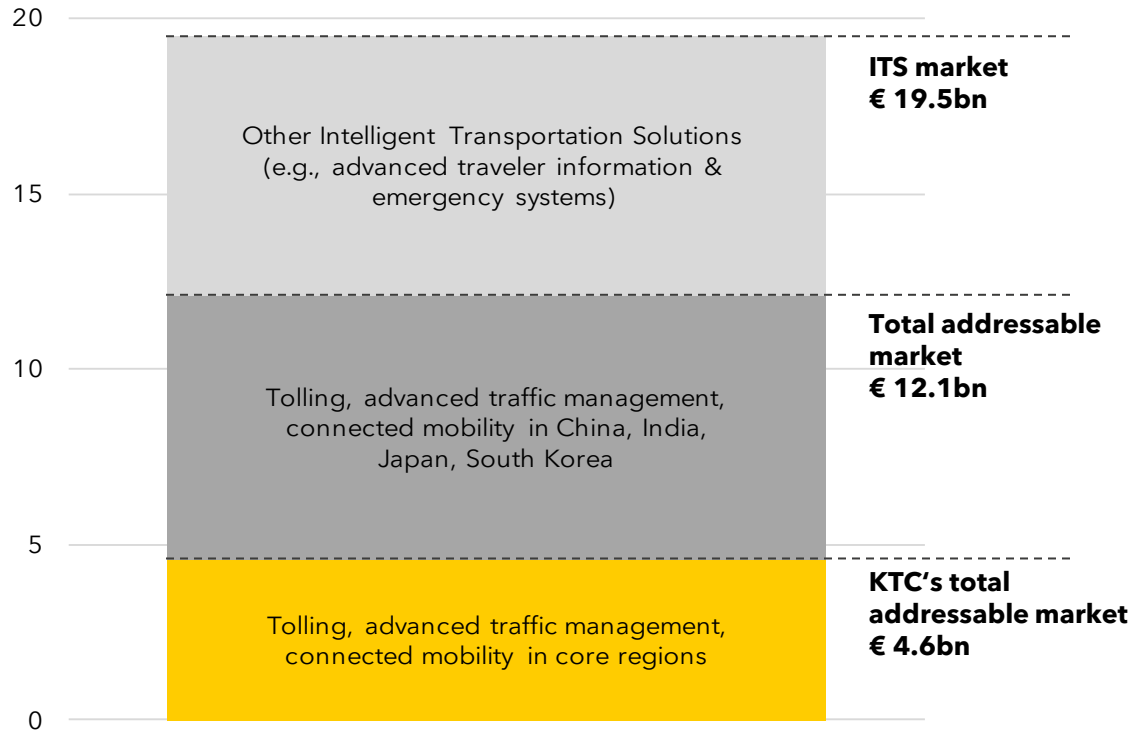 20
ITS market
€ 19.5bn
Other Intelligent Transportation Solutions
(e.g., advanced traveler information &
emergency systems)
15
Total addressable
market
€ 12.1bn
10
Tolling, advanced traffic management,
connected mobility in China, India,
Japan, South Korea
5
KTC‘s total
addressable market
€ 4.6bn
Tolling, advanced traffic management,
connected mobility in core regions
0